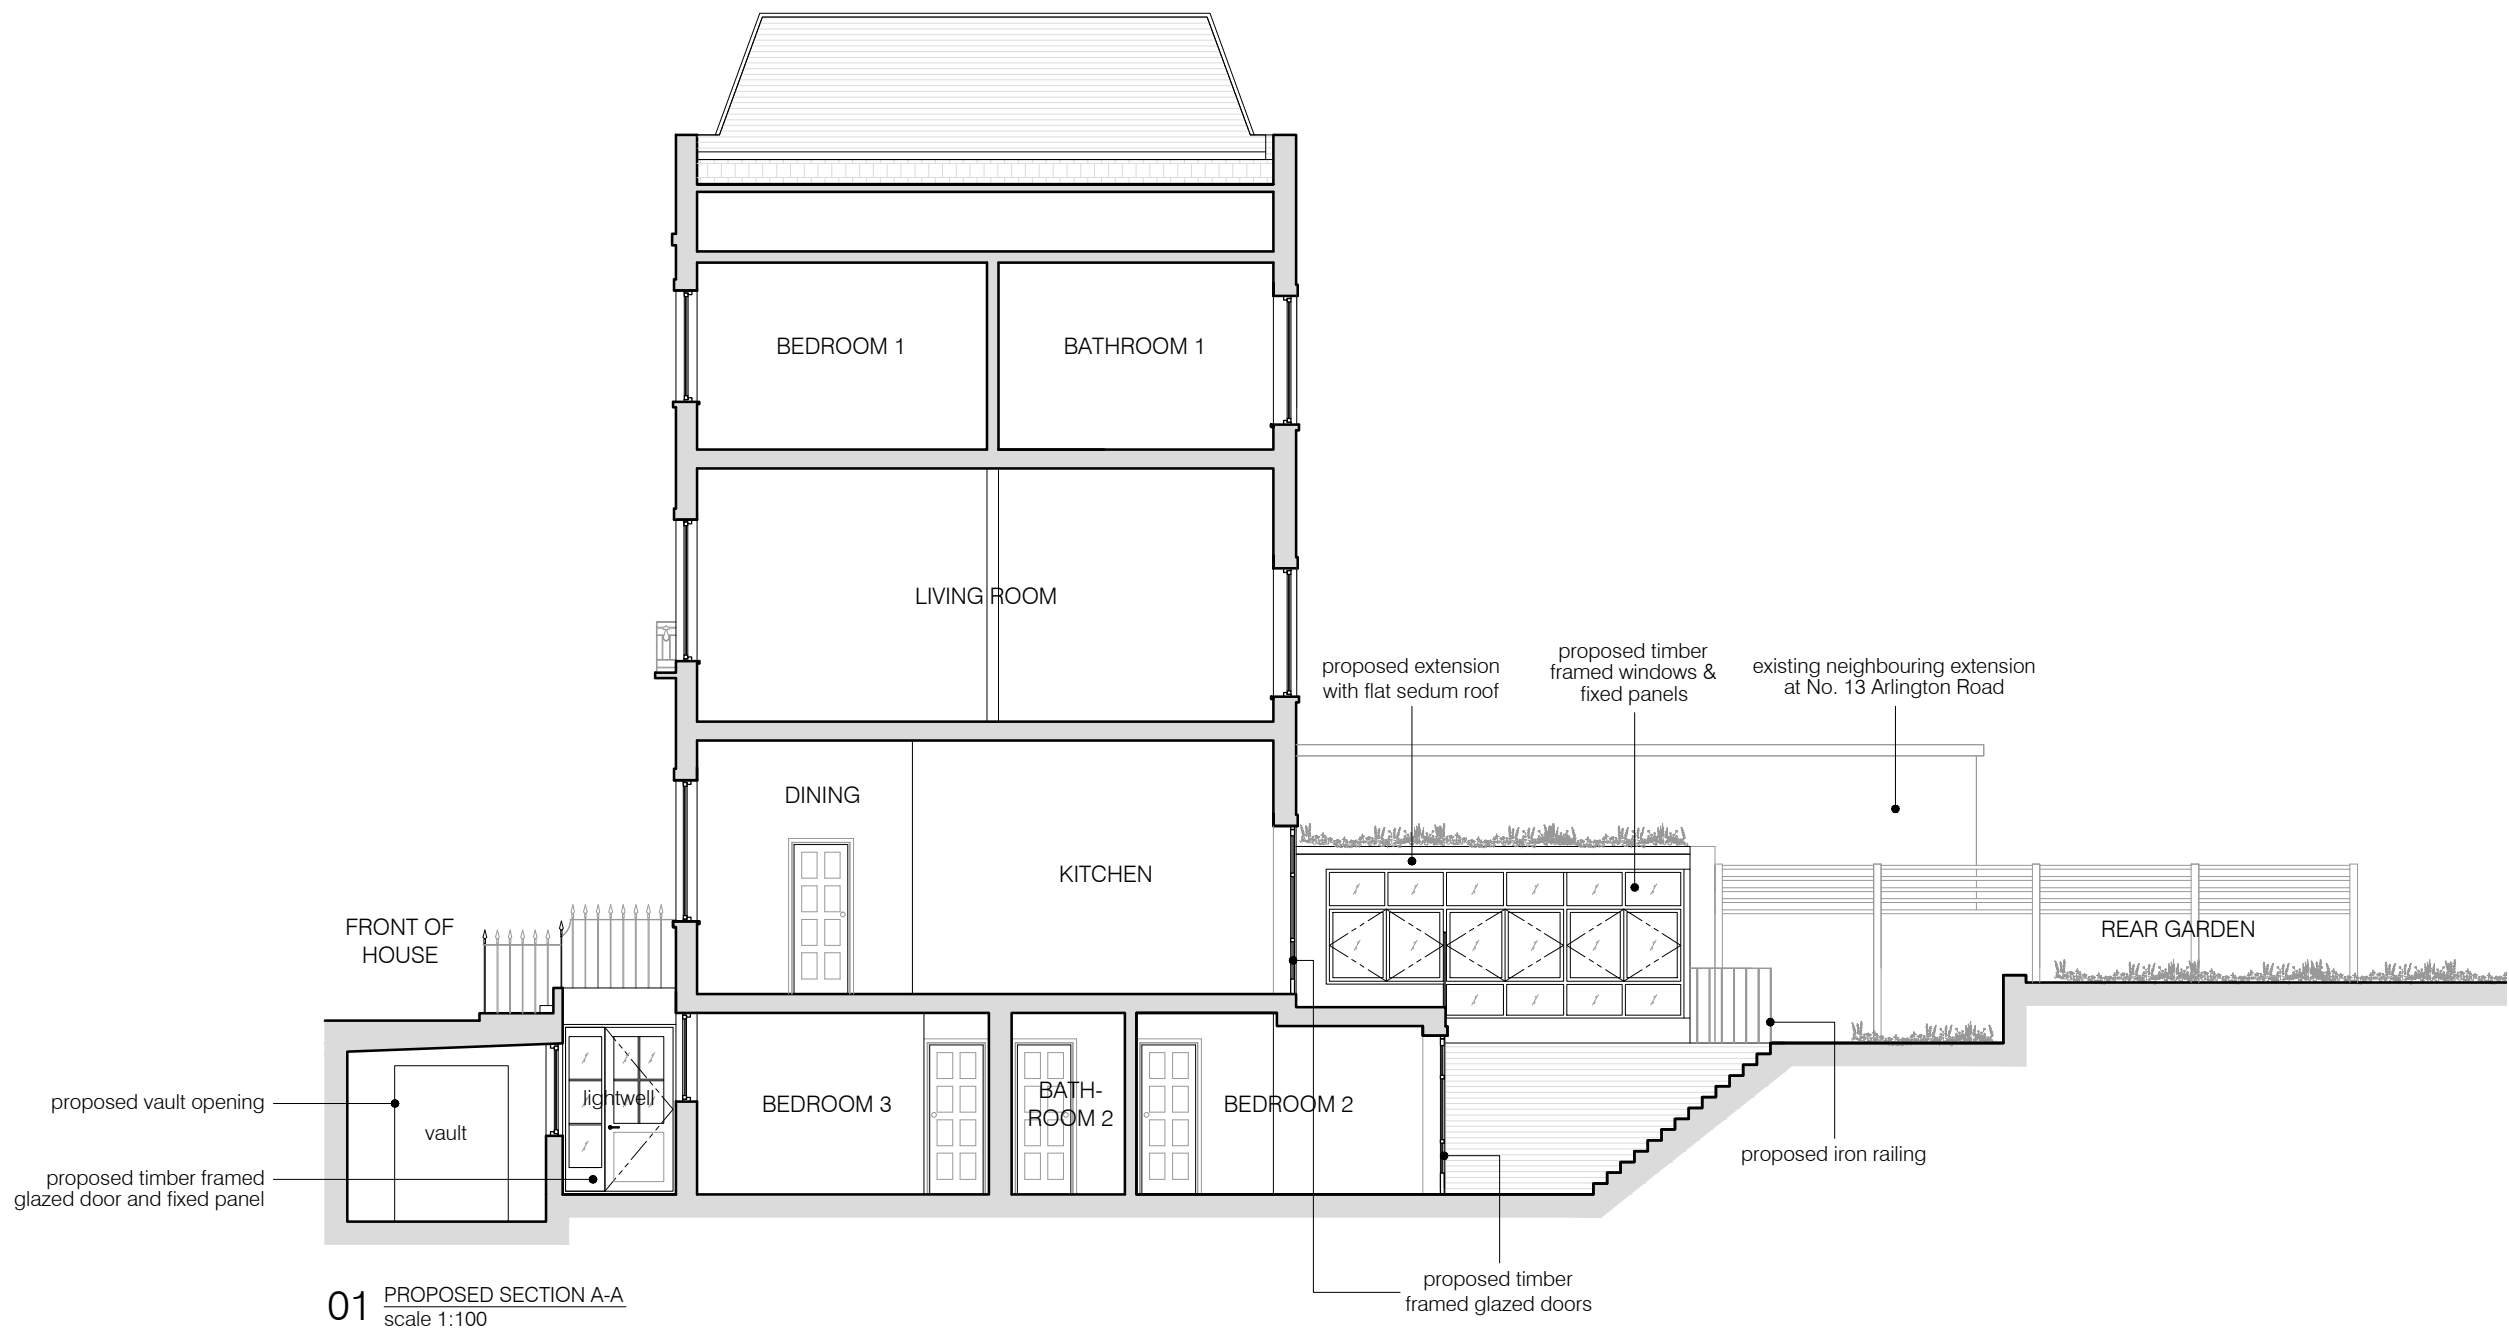 BEDROOM 1
BATHROOM 1
LIVING ROOM
proposed extension
with flat sedum roof
proposed timber
framed windows &
fixed panels
existing neighbouring extension
at No. 13 Arlington Road
DINING
KITCHEN
FRONT OF
HOUSE
REAR GARDEN
proposed vault opening
vault
lightwell
BEDROOM 3
BATH-
ROOM 2
BEDROOM 2
proposed iron railing
proposed timber framed
glazed door and fixed panel
proposed timber
framed glazed doors
01 PROPOSED SECTION A-A
scale 1:100